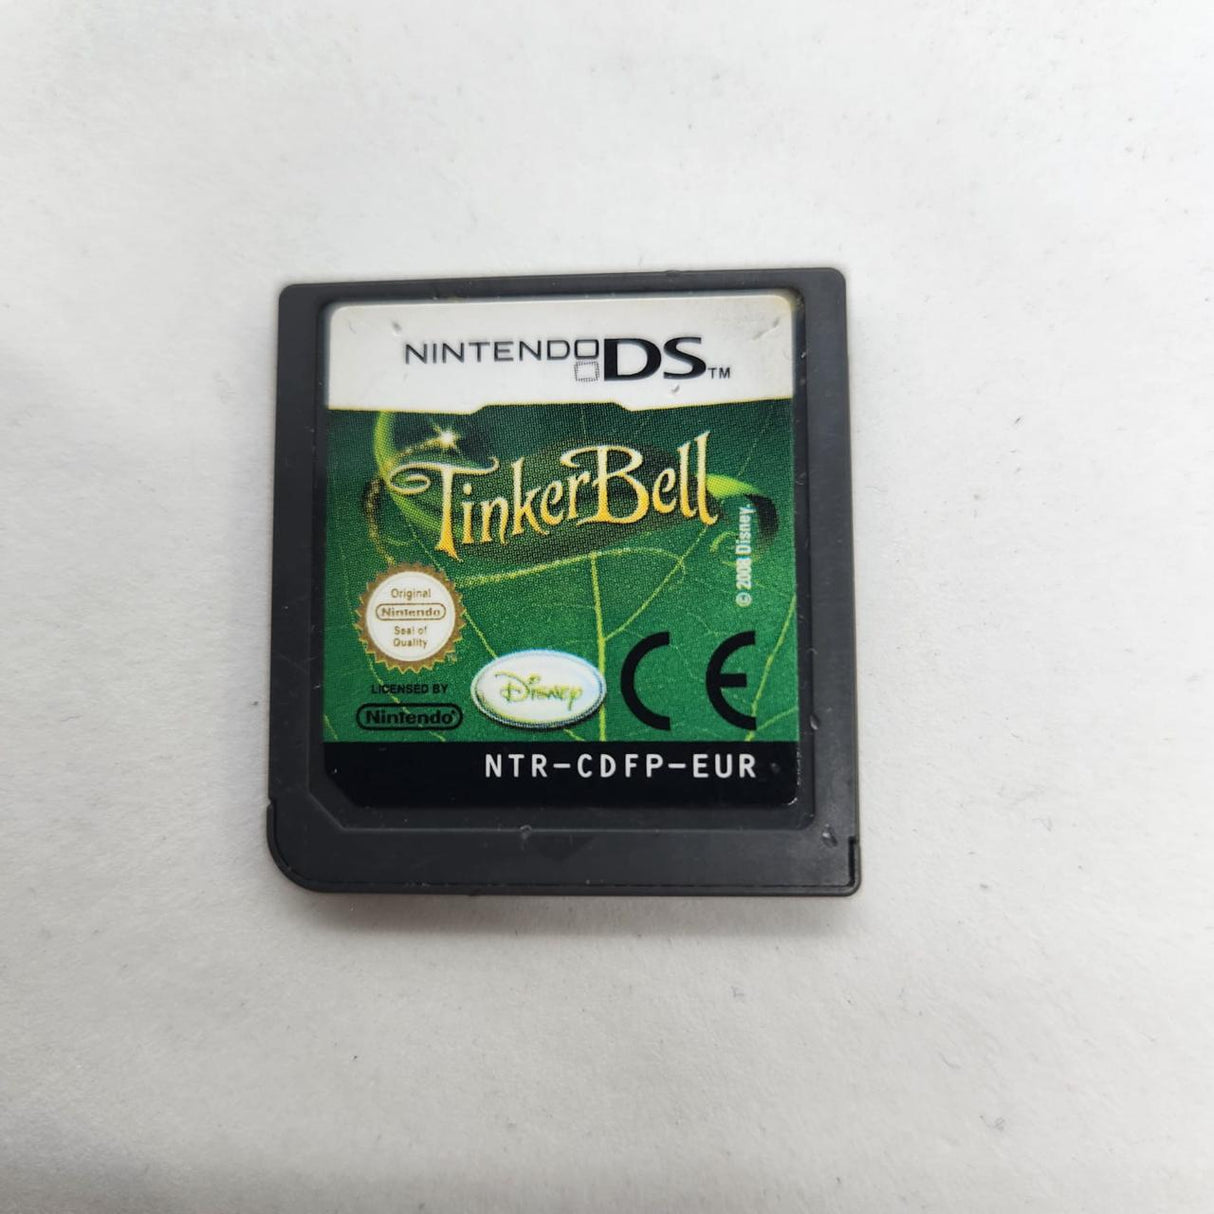 NINTENDO DS™
TinkerBell
© 2008 Disney.
Original
Nintendo
Seal of
Quality
LICENSED BY
Nintendo®
Disney
CE
NTR-CDFP-EUR